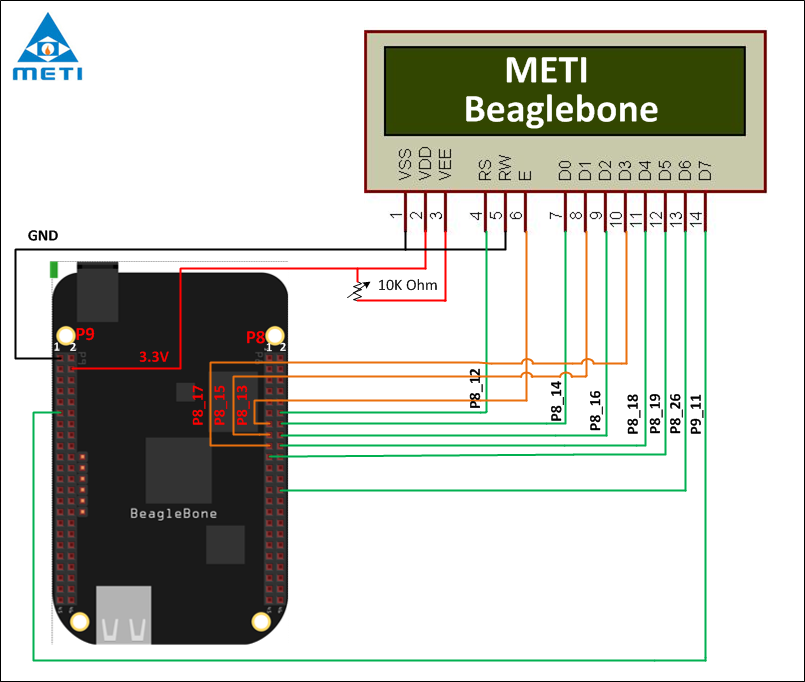 METI
METI
Beaglebone
VSS
VDD
VEE
RS
RW
E
D0
D1
D2
D3
D4
D5
D6
D7
1
2
3
4
5
6
7
8
9
10
11
12
13
14
GND
10K Ohm
P9
P8
1 2
1 2
3.3V
P8_17
P8_15
P8_13
P8_12
P8_14
P8_16
P8_18
P8_19
P8_26
P9_11
BeagleBone